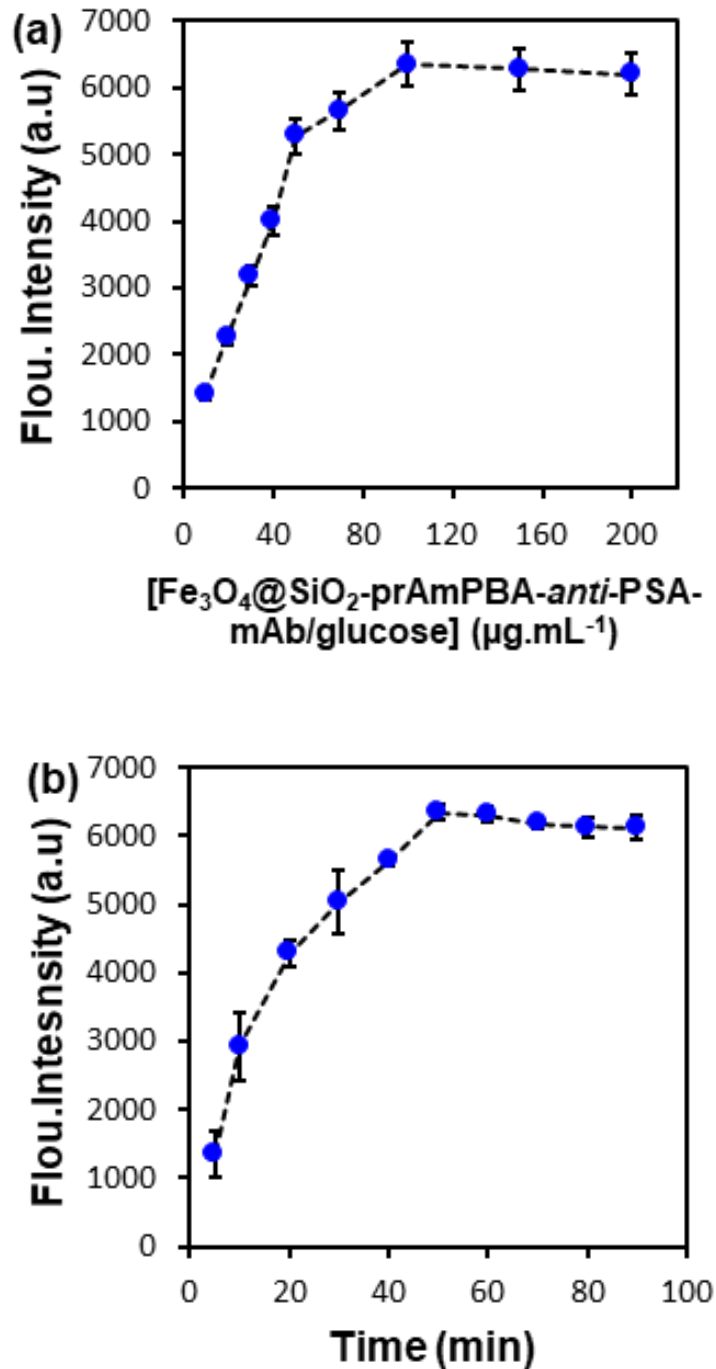 (a)
Flou. Intensity (a.u)
7000
6000
5000
4000
3000
2000
1000
0
0 40 80 120 160 200
[Fe₃O₄@SiO₂-prAmPBA-anti-PSA-
mAb/glucose] (µg.mL⁻¹)
(b)
Flou.Intesnsity (a.u)
7000
6000
5000
4000
3000
2000
1000
0
0 20 40 60 80 100
Time (min)